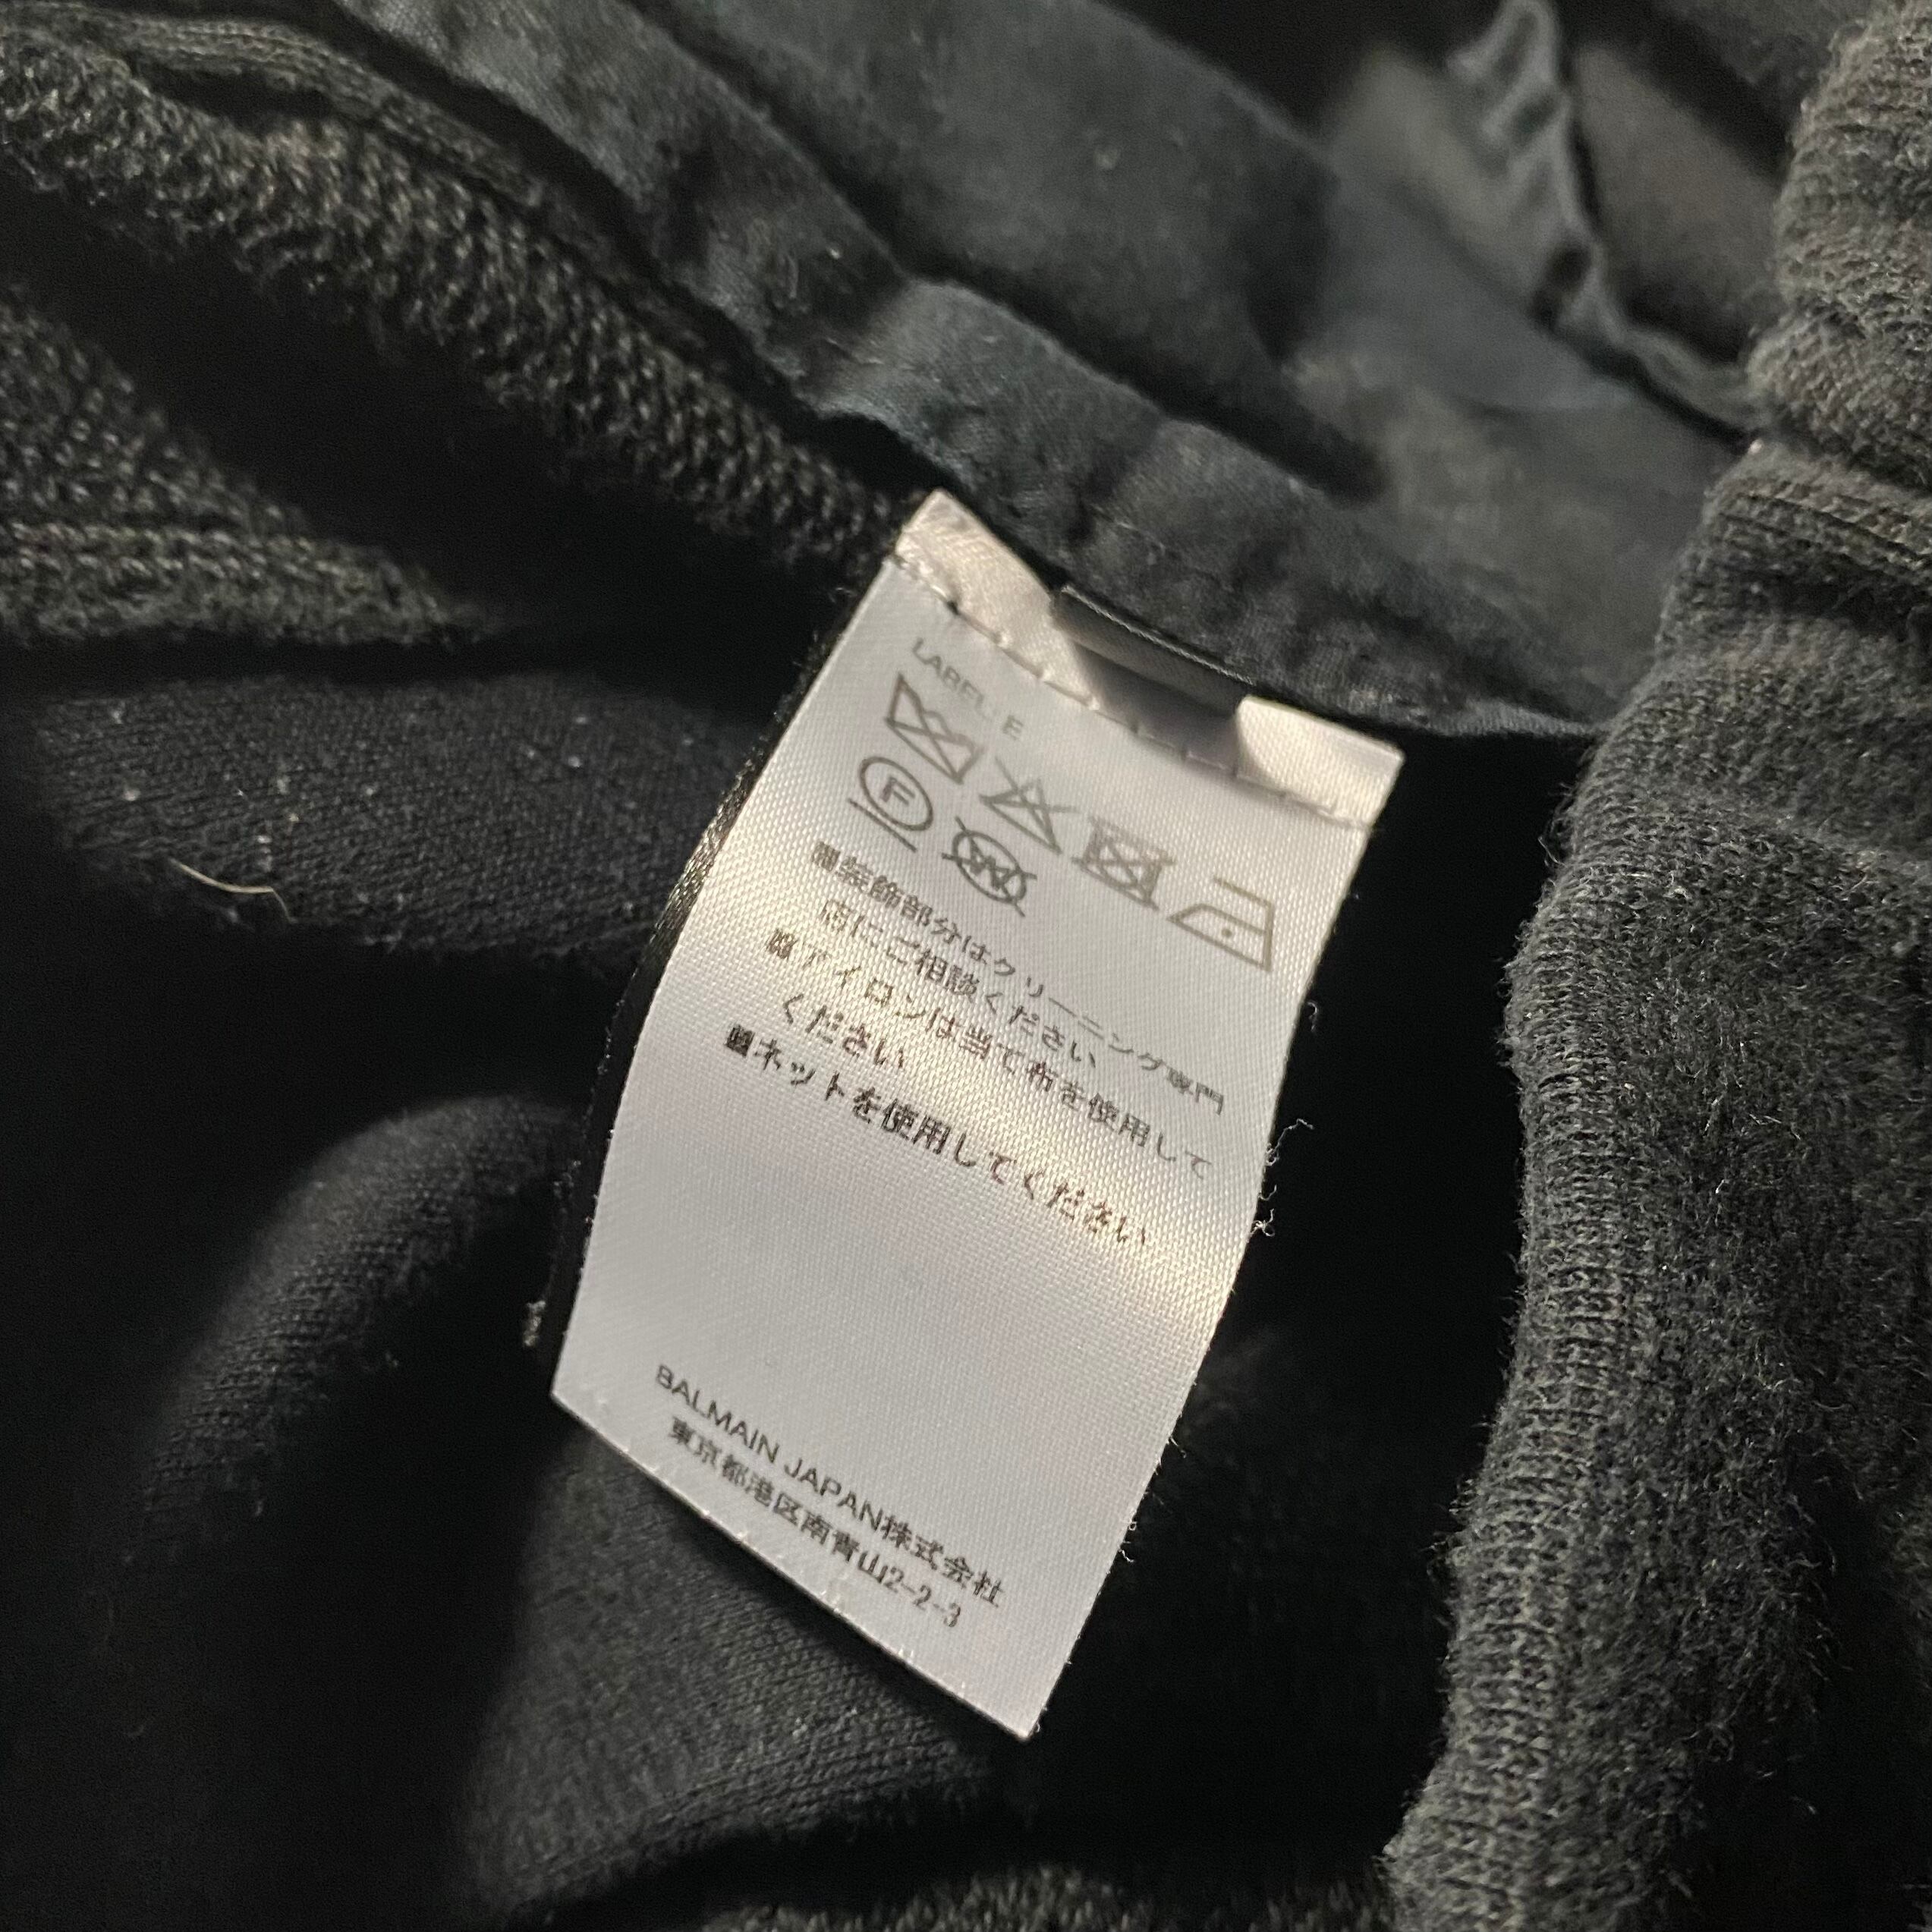 LABEL: E
F
W
■装飾部分はクリーニング専門
店にご相談ください
■アイロンは当て布を使用して
ください
■ネットを使用してください
BALMAIN JAPAN株式会社
東京都港区南青山2-2-3